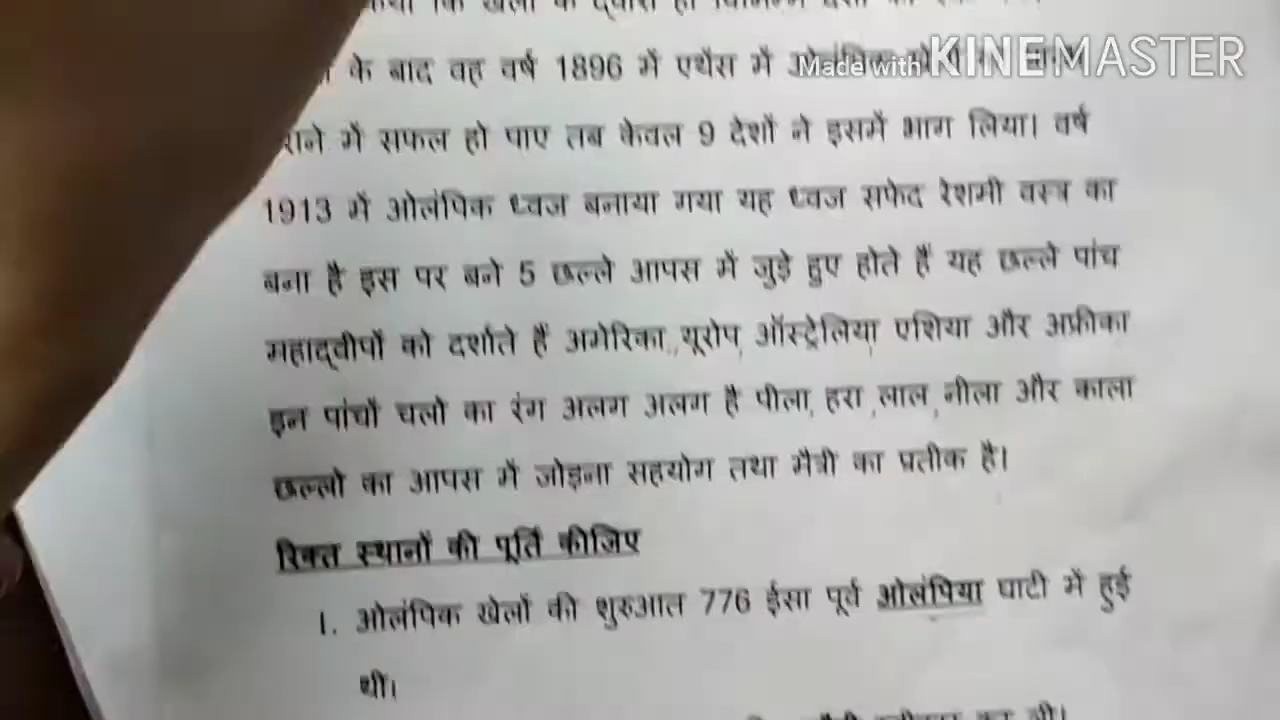 के द्वारा ही विभिन्न देशों
के बाद वह वर्ष 1896 में एथेंस में ओलंपिक
Made with KINEMASTER
राने में सफल हो पाए तब केवल 9 देशों ने इसमें भाग लिया। वर्ष
1913 में ओलंपिक ध्वज बनाया गया यह ध्वज सफेद रेशमी वस्त्र का
बना है इस पर बने 5 छल्ले आपस में जुड़े हुए होते हैं यह छल्ले पांच
महाद्वीपों को दर्शाते हैं अमेरिका, यूरोप, ऑस्ट्रेलिया, एशिया और अफ्रीका
इन पांचों चलो का रंग अलग अलग है पीला, हरा ,लाल ,नीला और काला
छल्लो का आपस में जोड़ना सहयोग तथा मैत्री का प्रतीक है।
रिक्त स्थानों की पूर्ति कीजिए
1. ओलंपिक खेलों की शुरुआत 776 ईसा पूर्व ओलंपिया घाटी में हुई
थी।